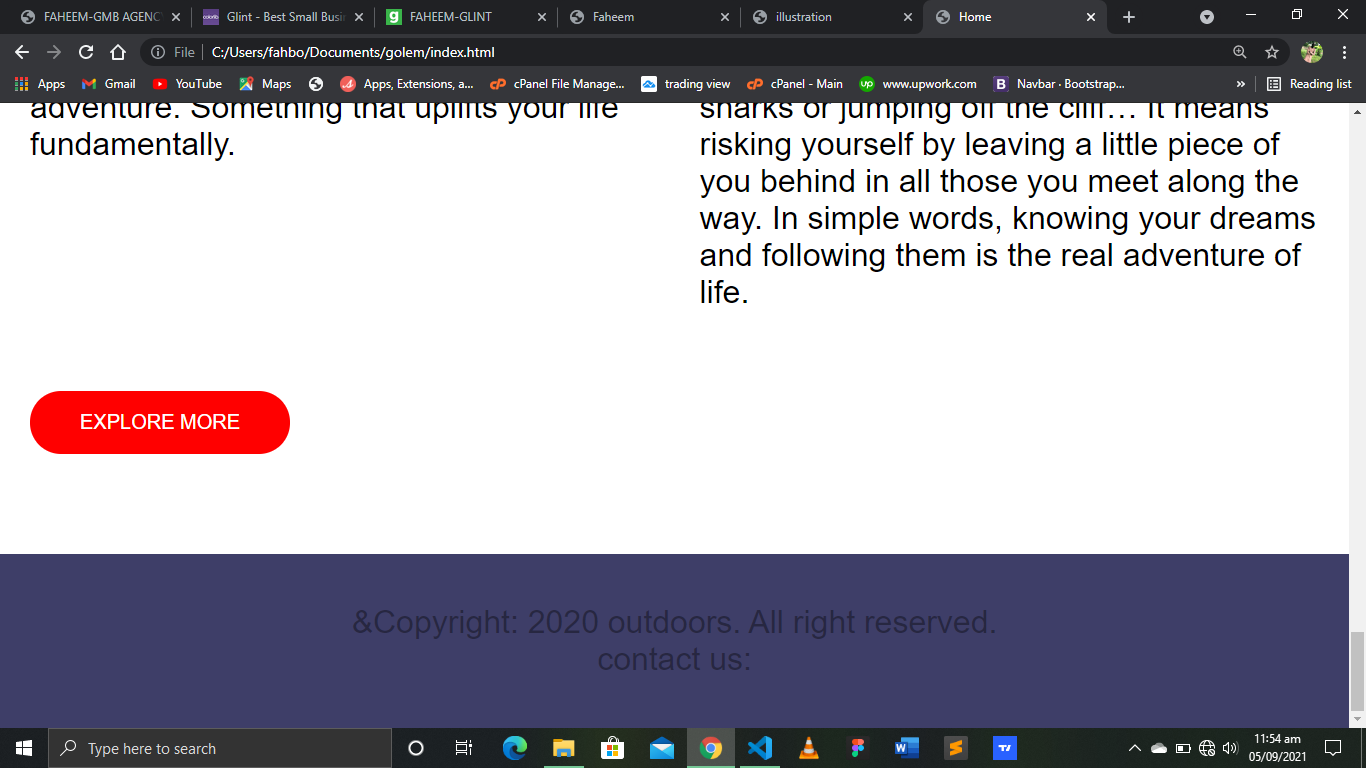 FAHEEM-GMB AGENC
Glint - Best Small Busi
FAHEEM-GLINT
Faheem
illustration
Home
File
C:/Users/fahbo/Documents/golem/index.html
Apps
Gmail
YouTube
Maps
Apps, Extensions, a...
cPanel File Manage...
trading view
cPanel - Main
www.upwork.com
Navbar · Bootstrap...
»
Reading list
adventure. Something that uplifts your life
fundamentally.
sharks or jumping off the cliff… It means
risking yourself by leaving a little piece of
you behind in all those you meet along the
way. In simple words, knowing your dreams
and following them is the real adventure of
life.
EXPLORE MORE
&Copyright: 2020 outdoors. All right reserved.
contact us:
Type here to search
11:54 am
05/09/2021